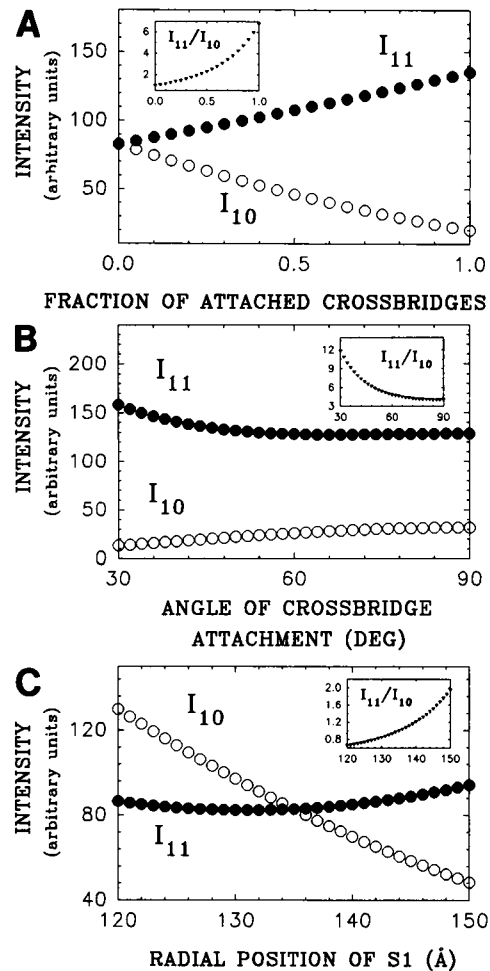 A
INTENSITY
(arbitrary units)
150
100
50
I11/I10
6
4
2
0.0 0.5 1.0
I11
I10
0.0 0.5 1.0
FRACTION OF ATTACHED CROSSBRIDGES
B
INTENSITY
(arbitrary units)
200
150
100
50
0
I11
I10
I11/I10
12
9
6
3
30 60 90
30 60 90
ANGLE OF CROSSBRIDGE
ATTACHMENT (DEG)
C
INTENSITY
(arbitrary units)
120
80
40
I10
I11
I11/I10
2.0
1.6
1.2
0.8
120 130 140 150
120 130 140 150
RADIAL POSITION OF S1 (Å)